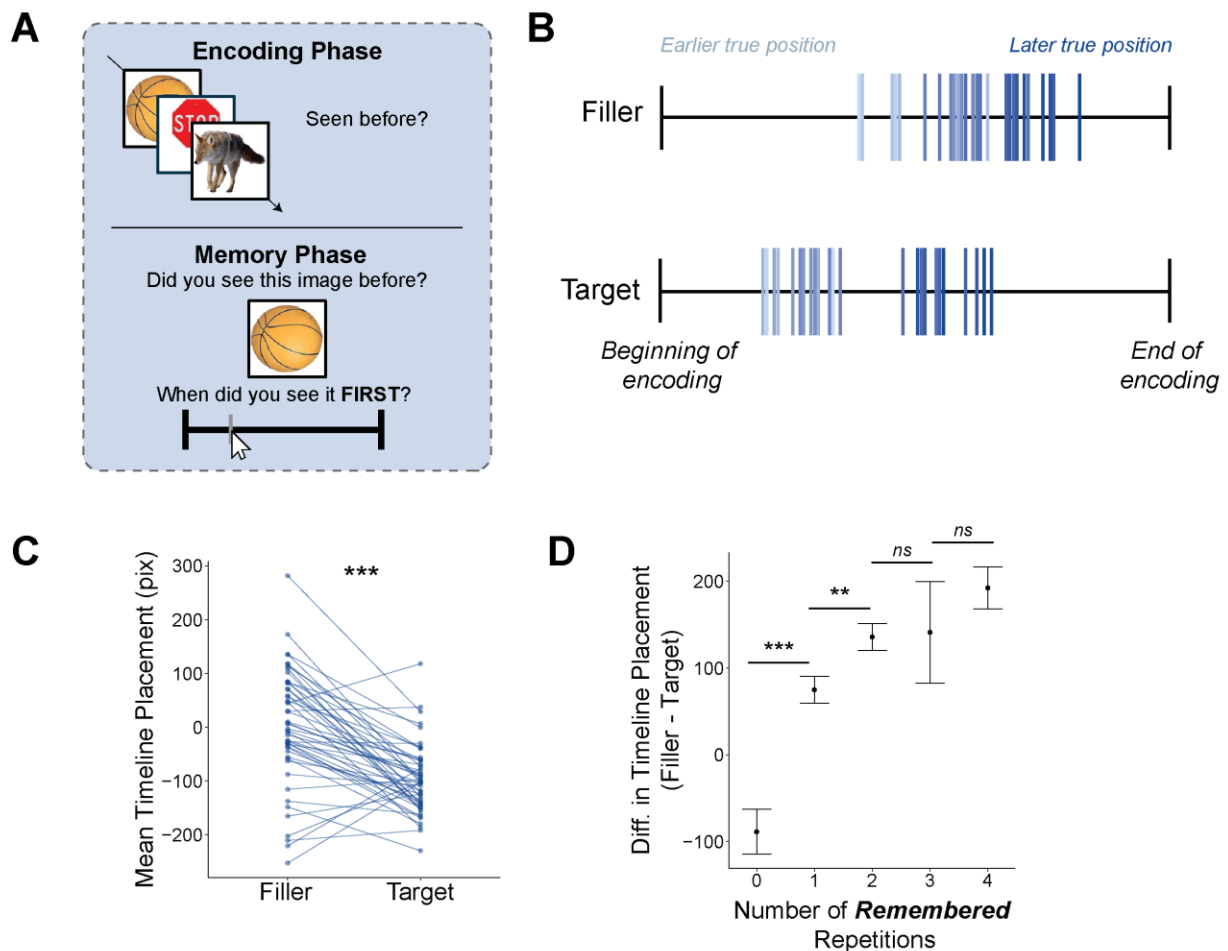 A
Encoding Phase
STOP
Seen before?
Memory Phase
Did you see this image before?
When did you see it FIRST?
B
Earlier true position
Later true position
Filler
Target
Beginning of
encoding
End of
encoding
C
Mean Timeline Placement (pix)
300
200
100
0
−100
−200
***
Filler
Target
D
Diff. in Timeline Placement
(Filler - Target)
200
100
0
−100
***
**
ns
ns
0
1
2
3
4
Number of Remembered
Repetitions